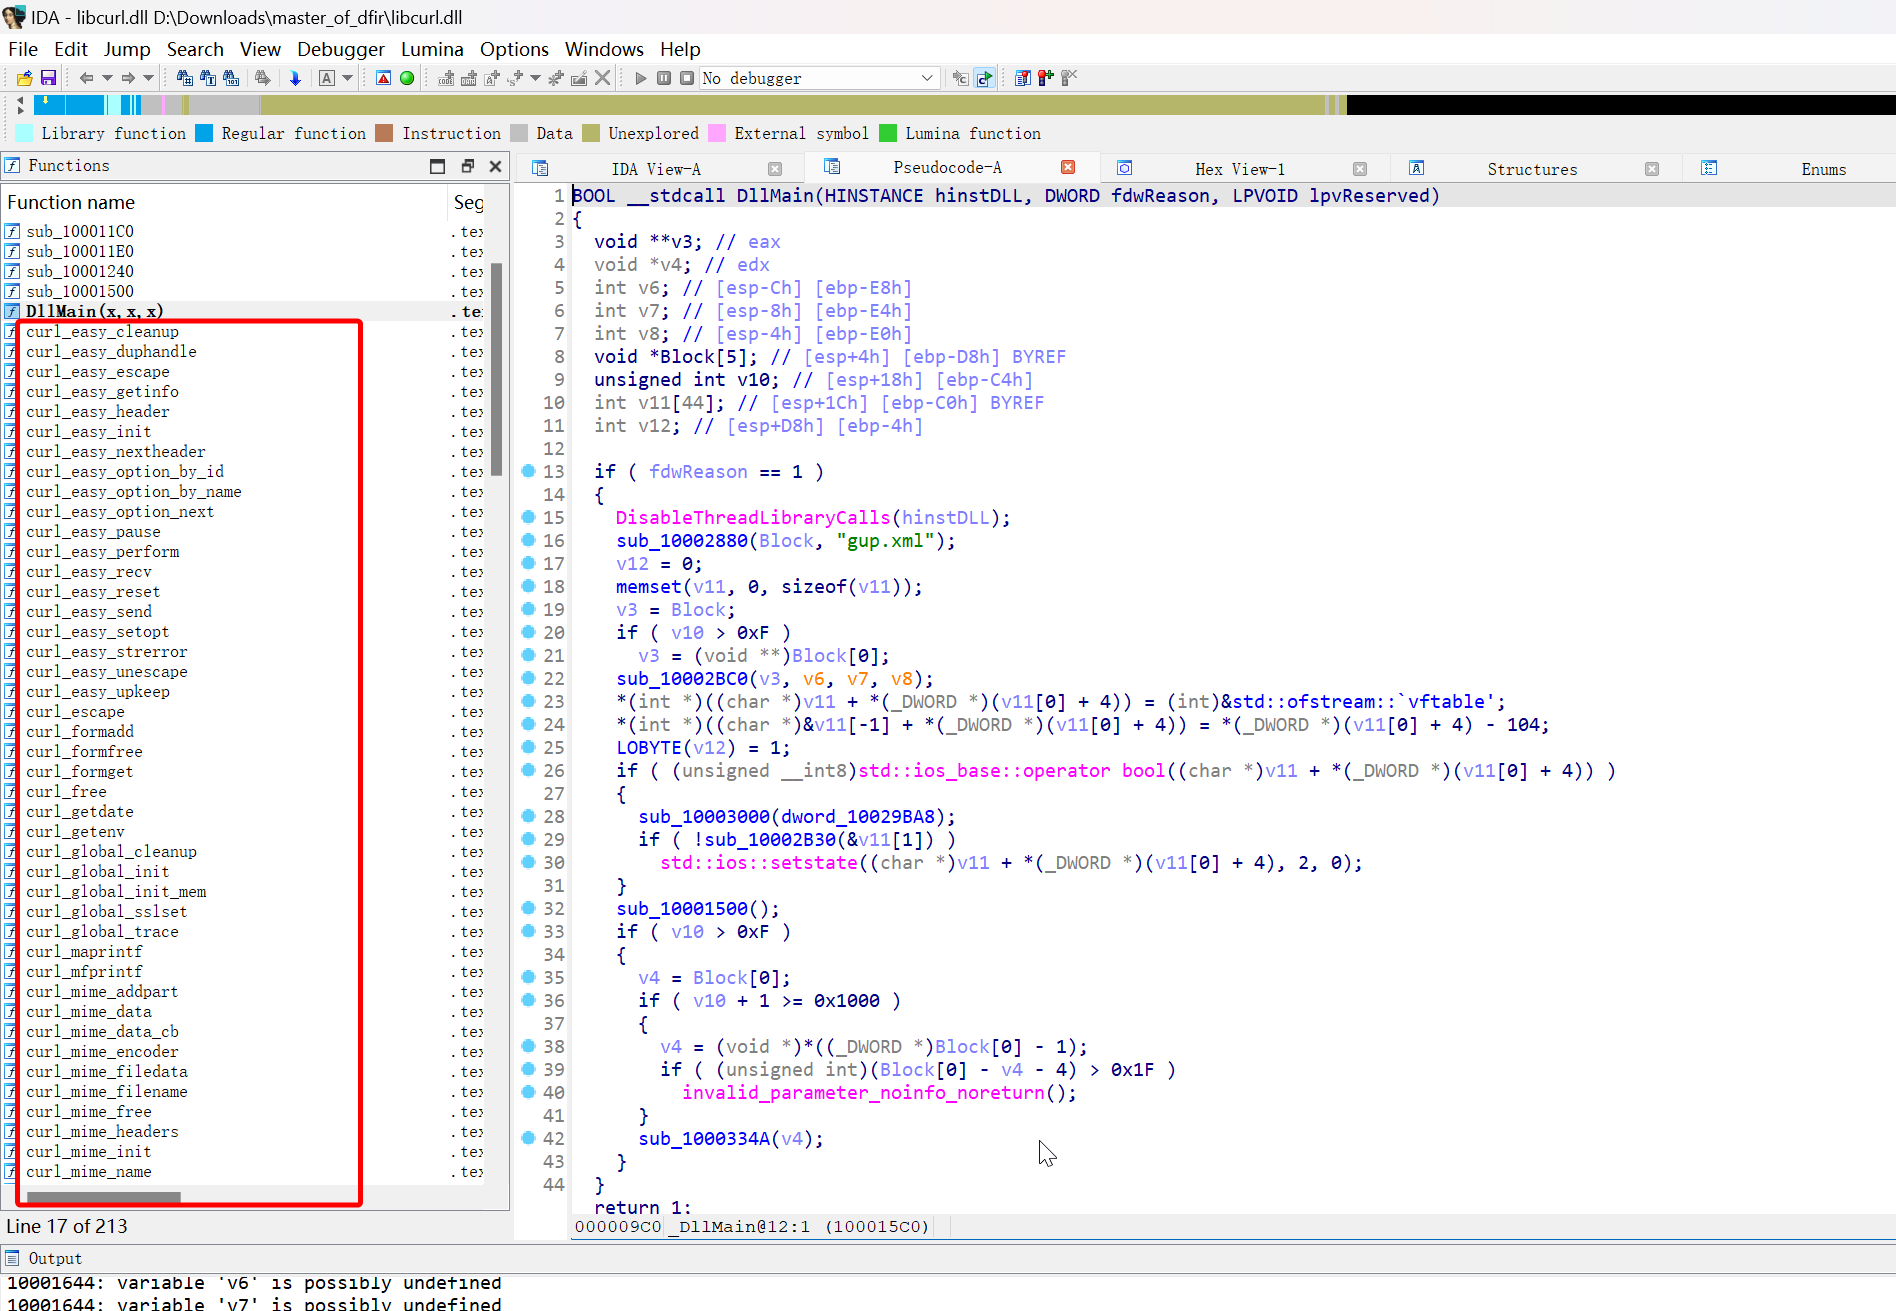 IDA - libcurl.dll D:\Downloads\master_of_dfir\libcurl.dll
File Edit Jump Search View Debugger Lumina Options Windows Help
No debugger
Library function Regular function Instruction Data Unexplored External symbol Lumina function
Functions
Function name Seg
sub_100011C0 .tex
sub_100011E0 .tex
sub_10001240 .tex
sub_10001500 .tex
DllMain(x,x,x) .te
curl_easy_cleanup .tex
curl_easy_duphandle .tex
curl_easy_escape .tex
curl_easy_getinfo .tex
curl_easy_header .tex
curl_easy_init .tex
curl_easy_nextheader .tex
curl_easy_option_by_id .tex
curl_easy_option_by_name .tex
curl_easy_option_next .tex
curl_easy_pause .tex
curl_easy_perform .tex
curl_easy_recv .tex
curl_easy_reset .tex
curl_easy_send .tex
curl_easy_setopt .tex
curl_easy_strerror .tex
curl_easy_unescape .tex
curl_easy_upkeep .tex
curl_escape .tex
curl_formadd .tex
curl_formfree .tex
curl_formget .tex
curl_free .tex
curl_getdate .tex
curl_getenv .tex
curl_global_cleanup .tex
curl_global_init .tex
curl_global_init_mem .tex
curl_global_sslset .tex
curl_global_trace .tex
curl_maprintf .tex
curl_mfprintf .tex
curl_mime_addpart .tex
curl_mime_data .tex
curl_mime_data_cb .tex
curl_mime_encoder .tex
curl_mime_filedata .tex
curl_mime_filename .tex
curl_mime_free .tex
curl_mime_headers .tex
curl_mime_init .tex
curl_mime_name .tex
Line 17 of 213
IDA View-A Pseudocode-A Hex View-1 Structures Enums
1 BOOL __stdcall DllMain(HINSTANCE hinstDLL, DWORD fdwReason, LPVOID lpvReserved)
2 {
3 void **v3; // eax
4 void *v4; // edx
5 int v6; // [esp-Ch] [ebp-E8h]
6 int v7; // [esp-8h] [ebp-E4h]
7 int v8; // [esp-4h] [ebp-E0h]
8 void *Block[5]; // [esp+4h] [ebp-D8h] BYREF
9 unsigned int v10; // [esp+18h] [ebp-C4h]
10 int v11[44]; // [esp+1Ch] [ebp-C0h] BYREF
11 int v12; // [esp+D8h] [ebp-4h]
12
13 if ( fdwReason == 1 )
14 {
15 DisableThreadLibraryCalls(hinstDLL);
16 sub_10002880(Block, "gup.xml");
17 v12 = 0;
18 memset(v11, 0, sizeof(v11));
19 v3 = Block;
20 if ( v10 > 0xF )
21 v3 = (void **)Block[0];
22 sub_10002BC0(v3, v6, v7, v8);
23 *(int *)((char *)v11 + *(_DWORD *)(v11[0] + 4)) = (int)&std::ofstream::`vftable';
24 *(int *)((char *)&v11[-1] + *(_DWORD *)(v11[0] + 4)) = *(_DWORD *)(v11[0] + 4) - 104;
25 LOBYTE(v12) = 1;
26 if ( (unsigned __int8)std::ios_base::operator bool((char *)v11 + *(_DWORD *)(v11[0] + 4)) )
27 {
28 sub_10003000(dword_10029BA8);
29 if ( !sub_10002B30(&v11[1]) )
30 std::ios::setstate((char *)v11 + *(_DWORD *)(v11[0] + 4), 2, 0);
31 }
32 sub_10001500();
33 if ( v10 > 0xF )
34 {
35 v4 = Block[0];
36 if ( v10 + 1 >= 0x1000 )
37 {
38 v4 = (void *)*((_DWORD *)Block[0] - 1);
39 if ( (unsigned int)(Block[0] - v4 - 4) > 0x1F )
40 invalid_parameter_noinfo_noreturn();
41 }
42 sub_1000334A(v4);
43 }
44 }
return 1;
000009C0 _DllMain@12:1 (100015C0)
Output
10001644: variable 'v6' is possibly undefined
10001644: variable 'v7' is possibly undefined